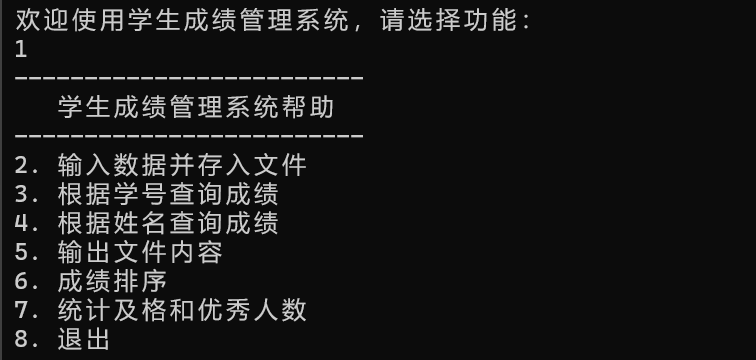 欢迎使用学生成绩管理系统，请选择功能：
1
-------------------------
学生成绩管理系统帮助
-------------------------
2. 输入数据并存入文件
3. 根据学号查询成绩
4. 根据姓名查询成绩
5. 输出文件内容
6. 成绩排序
7. 统计及格和优秀人数
8. 退出